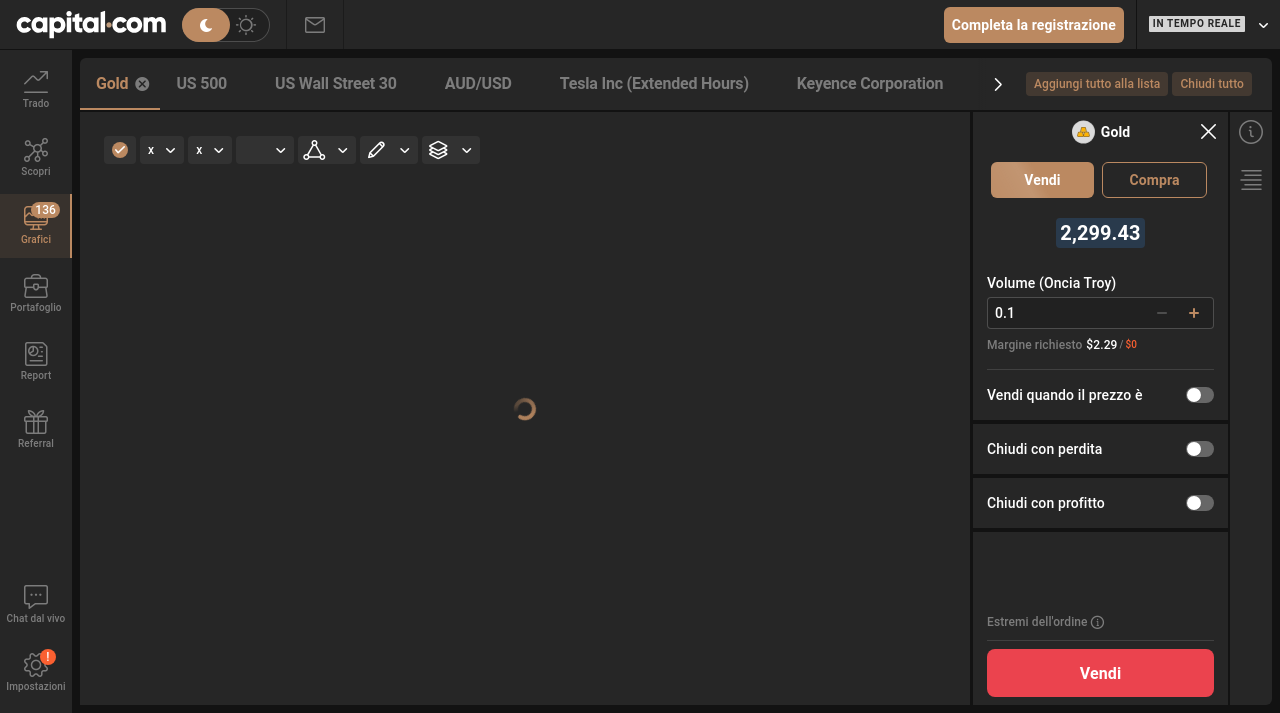 capital.com
Completa la registrazione
IN TEMPO REALE
Trado
Scopri
136
Grafici
Portafoglio
Report
Referral
Chat dal vivo
!
Impostazioni
Gold
US 500
US Wall Street 30
AUD/USD
Tesla Inc (Extended Hours)
Keyence Corporation
Aggiungi tutto alla lista
Chiudi tutto
x
x
Gold
Vendi
Compra
2,299.43
Volume (Oncia Troy)
0.1
Margine richiesto $2.29 / $0
Vendi quando il prezzo è
Chiudi con perdita
Chiudi con profitto
Estremi dell'ordine
Vendi